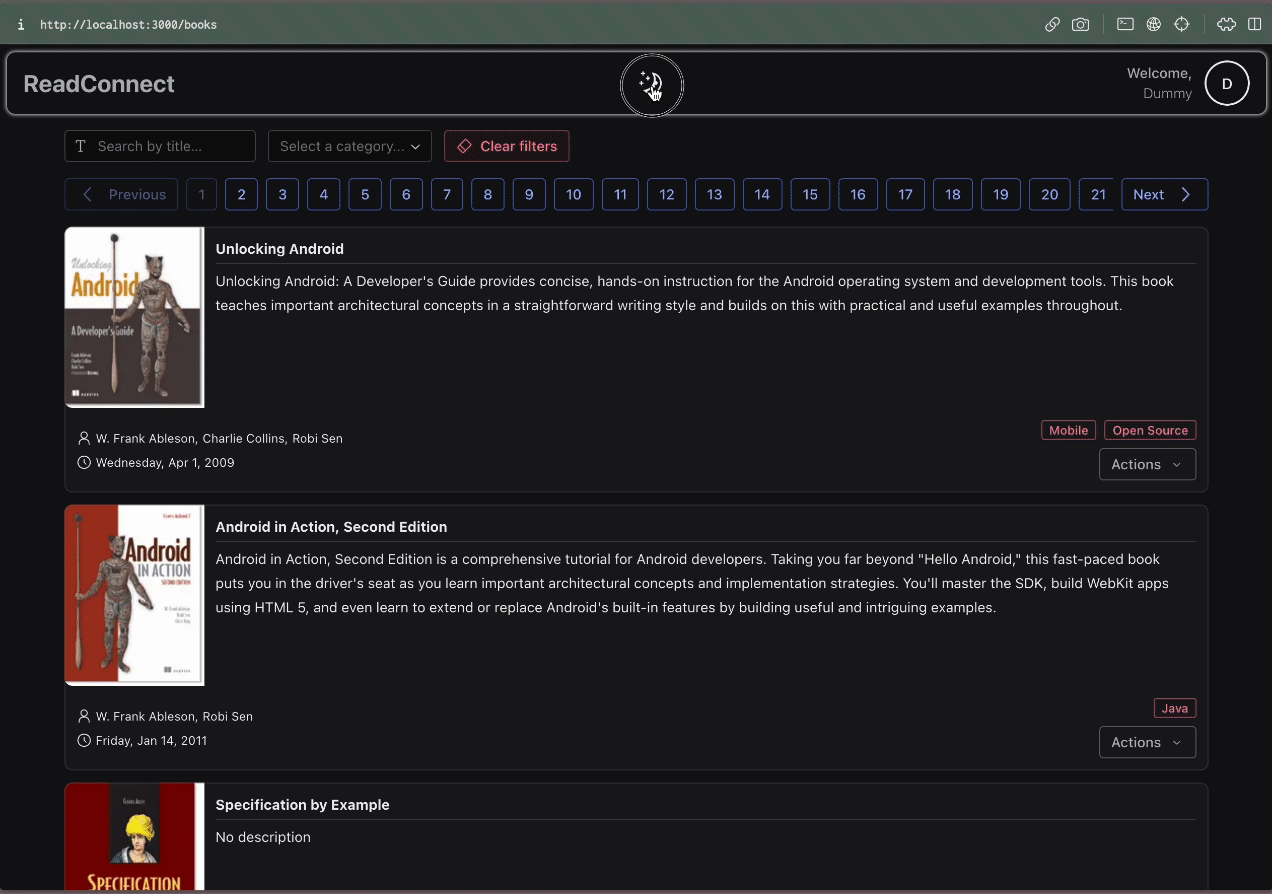 http://localhost:3000/books
ReadConnect
Welcome,
Dummy
D
Search by title...
Select a category...
Clear filters
Previous 1 2 3 4 5 6 7 8 9 10 11 12 13 14 15 16 17 18 19 20 21 Next
Unlocking
Android
A Developer's Guide
Unlocking Android
Unlocking Android: A Developer's Guide provides concise, hands-on instruction for the Android operating system and development tools. This book
teaches important architectural concepts in a straightforward writing style and builds on this with practical and useful examples throughout.
W. Frank Ableson, Charlie Collins, Robi Sen
Wednesday, Apr 1, 2009
Mobile
Open Source
Actions
Android
IN ACTION
SECOND EDITION
Android in Action, Second Edition
Android in Action, Second Edition is a comprehensive tutorial for Android developers. Taking you far beyond "Hello Android," this fast-paced book
puts you in the driver's seat as you learn important architectural concepts and implementation strategies. You'll master the SDK, build WebKit apps
using HTML 5, and even learn to extend or replace Android's built-in features by building useful and intriguing examples.
W. Frank Ableson, Robi Sen
Friday, Jan 14, 2011
Java
Actions
SPECIFICATION
Specification by Example
No description